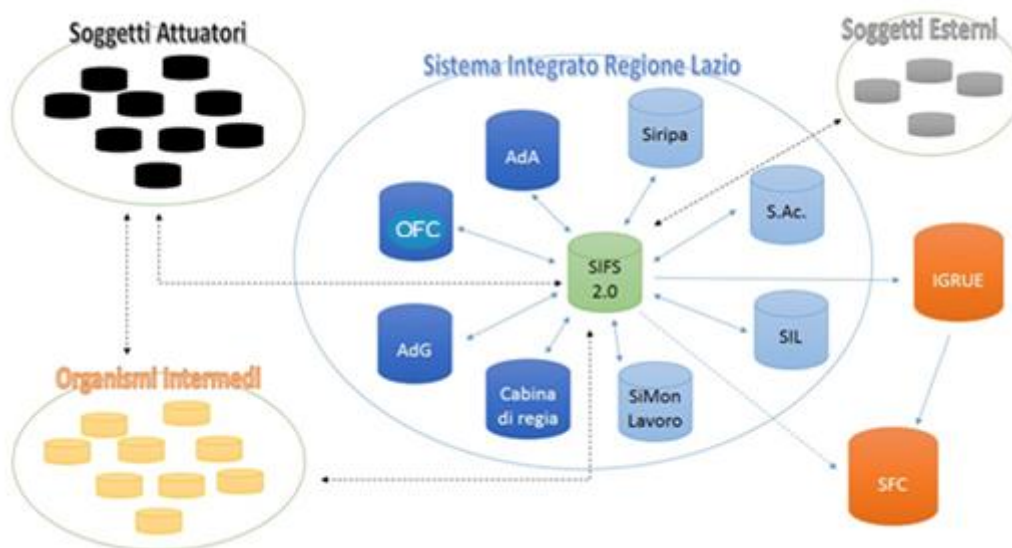 Soggetti Attuatori
Soggetti Esterni
Sistema Integrato Regione Lazio
Siripa
AdA
S.Ac.
OFC
SIFS
2.0
IGRUE
AdG
SIL
Organismi Intermedi
Cabina
di regia
SiMon
Lavoro
SFC